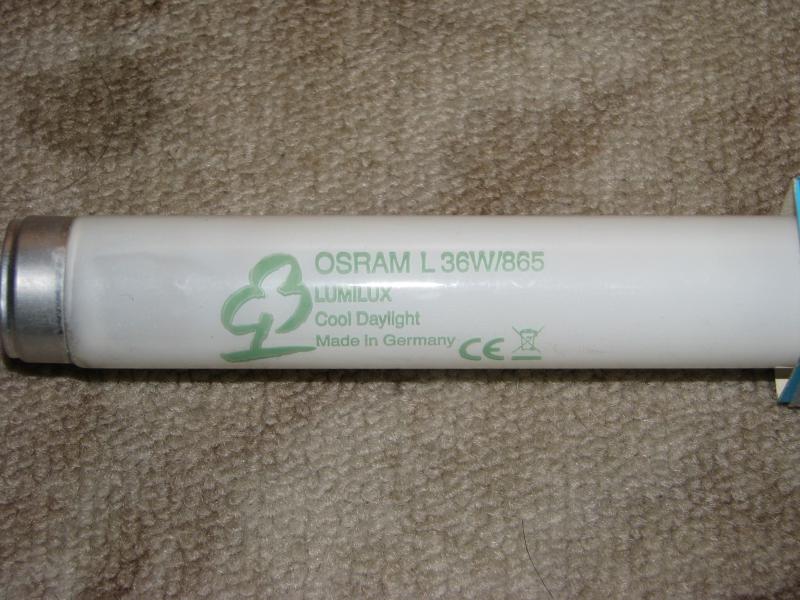 OSRAM L 36W/865
LUMILUX
Cool Daylight
Made in Germany CE